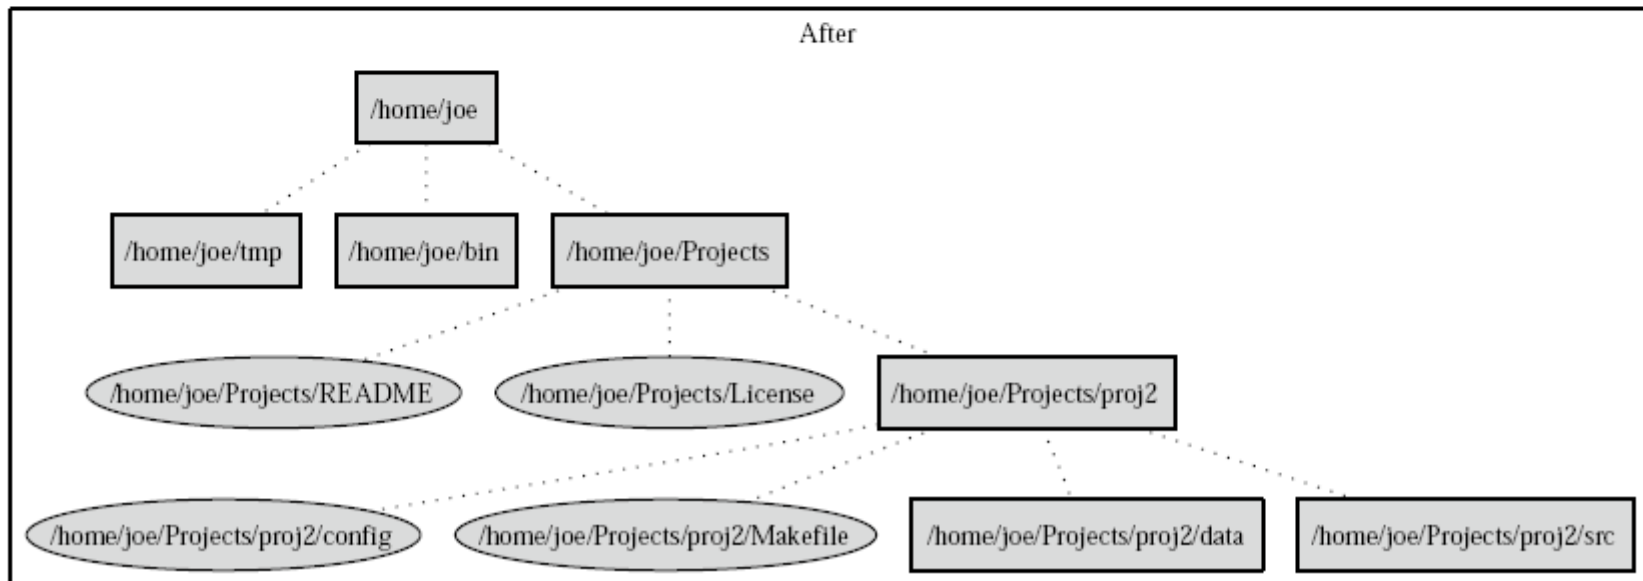 After
/home/joe
/home/joe/tmp
/home/joe/bin
/home/joe/Projects
/home/joe/Projects/README
/home/joe/Projects/License
/home/joe/Projects/proj2
/home/joe/Projects/proj2/config
/home/joe/Projects/proj2/Makefile
/home/joe/Projects/proj2/data
/home/joe/Projects/proj2/src